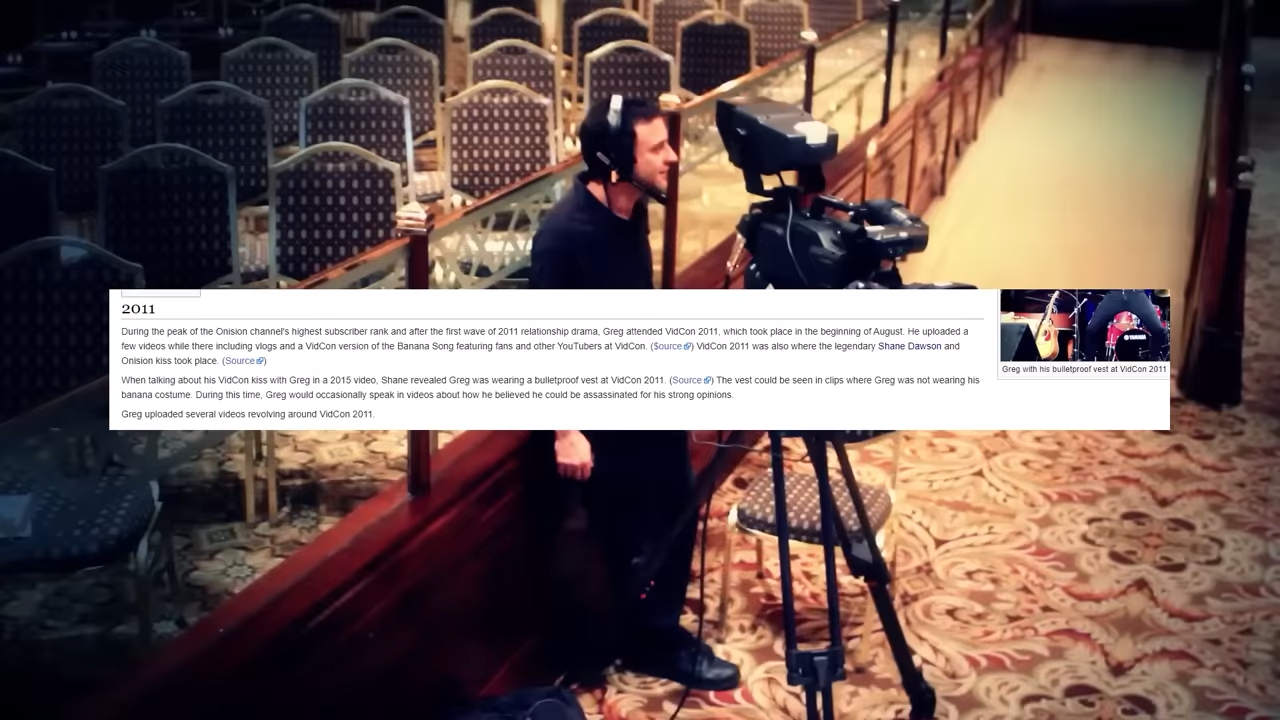 2011
During the peak of the Onision channel's highest subscriber rank and after the first wave of 2011 relationship drama, Greg attended VidCon 2011, which took place in the beginning of August. He uploaded a
few videos while there including vlogs and a VidCon version of the Banana Song featuring fans and other YouTubers at VidCon. (Source) VidCon 2011 was also where the legendary Shane Dawson and
Onision kiss took place. (Source)
When talking about his VidCon kiss with Greg in a 2015 video, Shane revealed Greg was wearing a bulletproof vest at VidCon 2011. (Source) The vest could be seen in clips where Greg was not wearing his
banana costume. During this time, Greg would occasionally speak in videos about how he believed he could be assassinated for his strong opinions.
Greg uploaded several videos revolving around VidCon 2011.
YAMAHA
Greg with his bulletproof vest at VidCon 2011